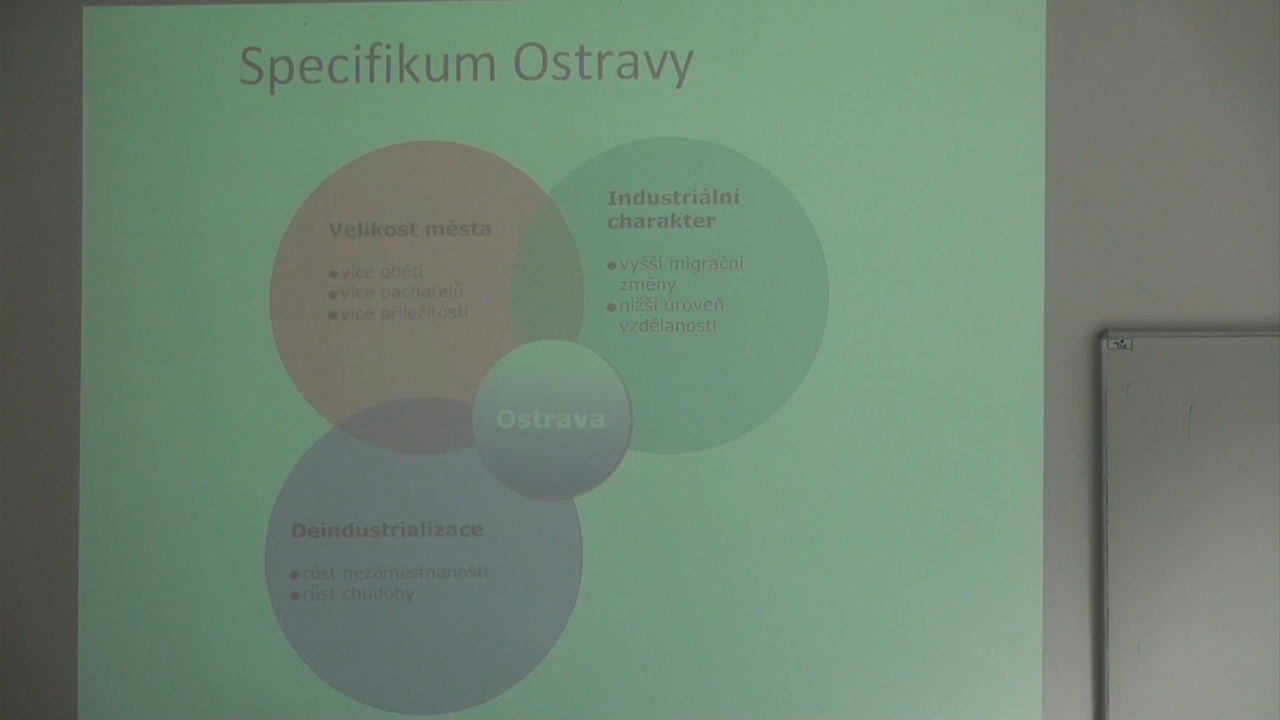 Specifikum Ostravy
Velikost města
●více obětí
●více pachatelů
●více příležitostí
Industriální
charakter
●vyšší migrační
změny
●nižší úroveň
vzdělanosti
Ostrava
Deindustrializace
●růst nezaměstnanosti
●růst chudoby